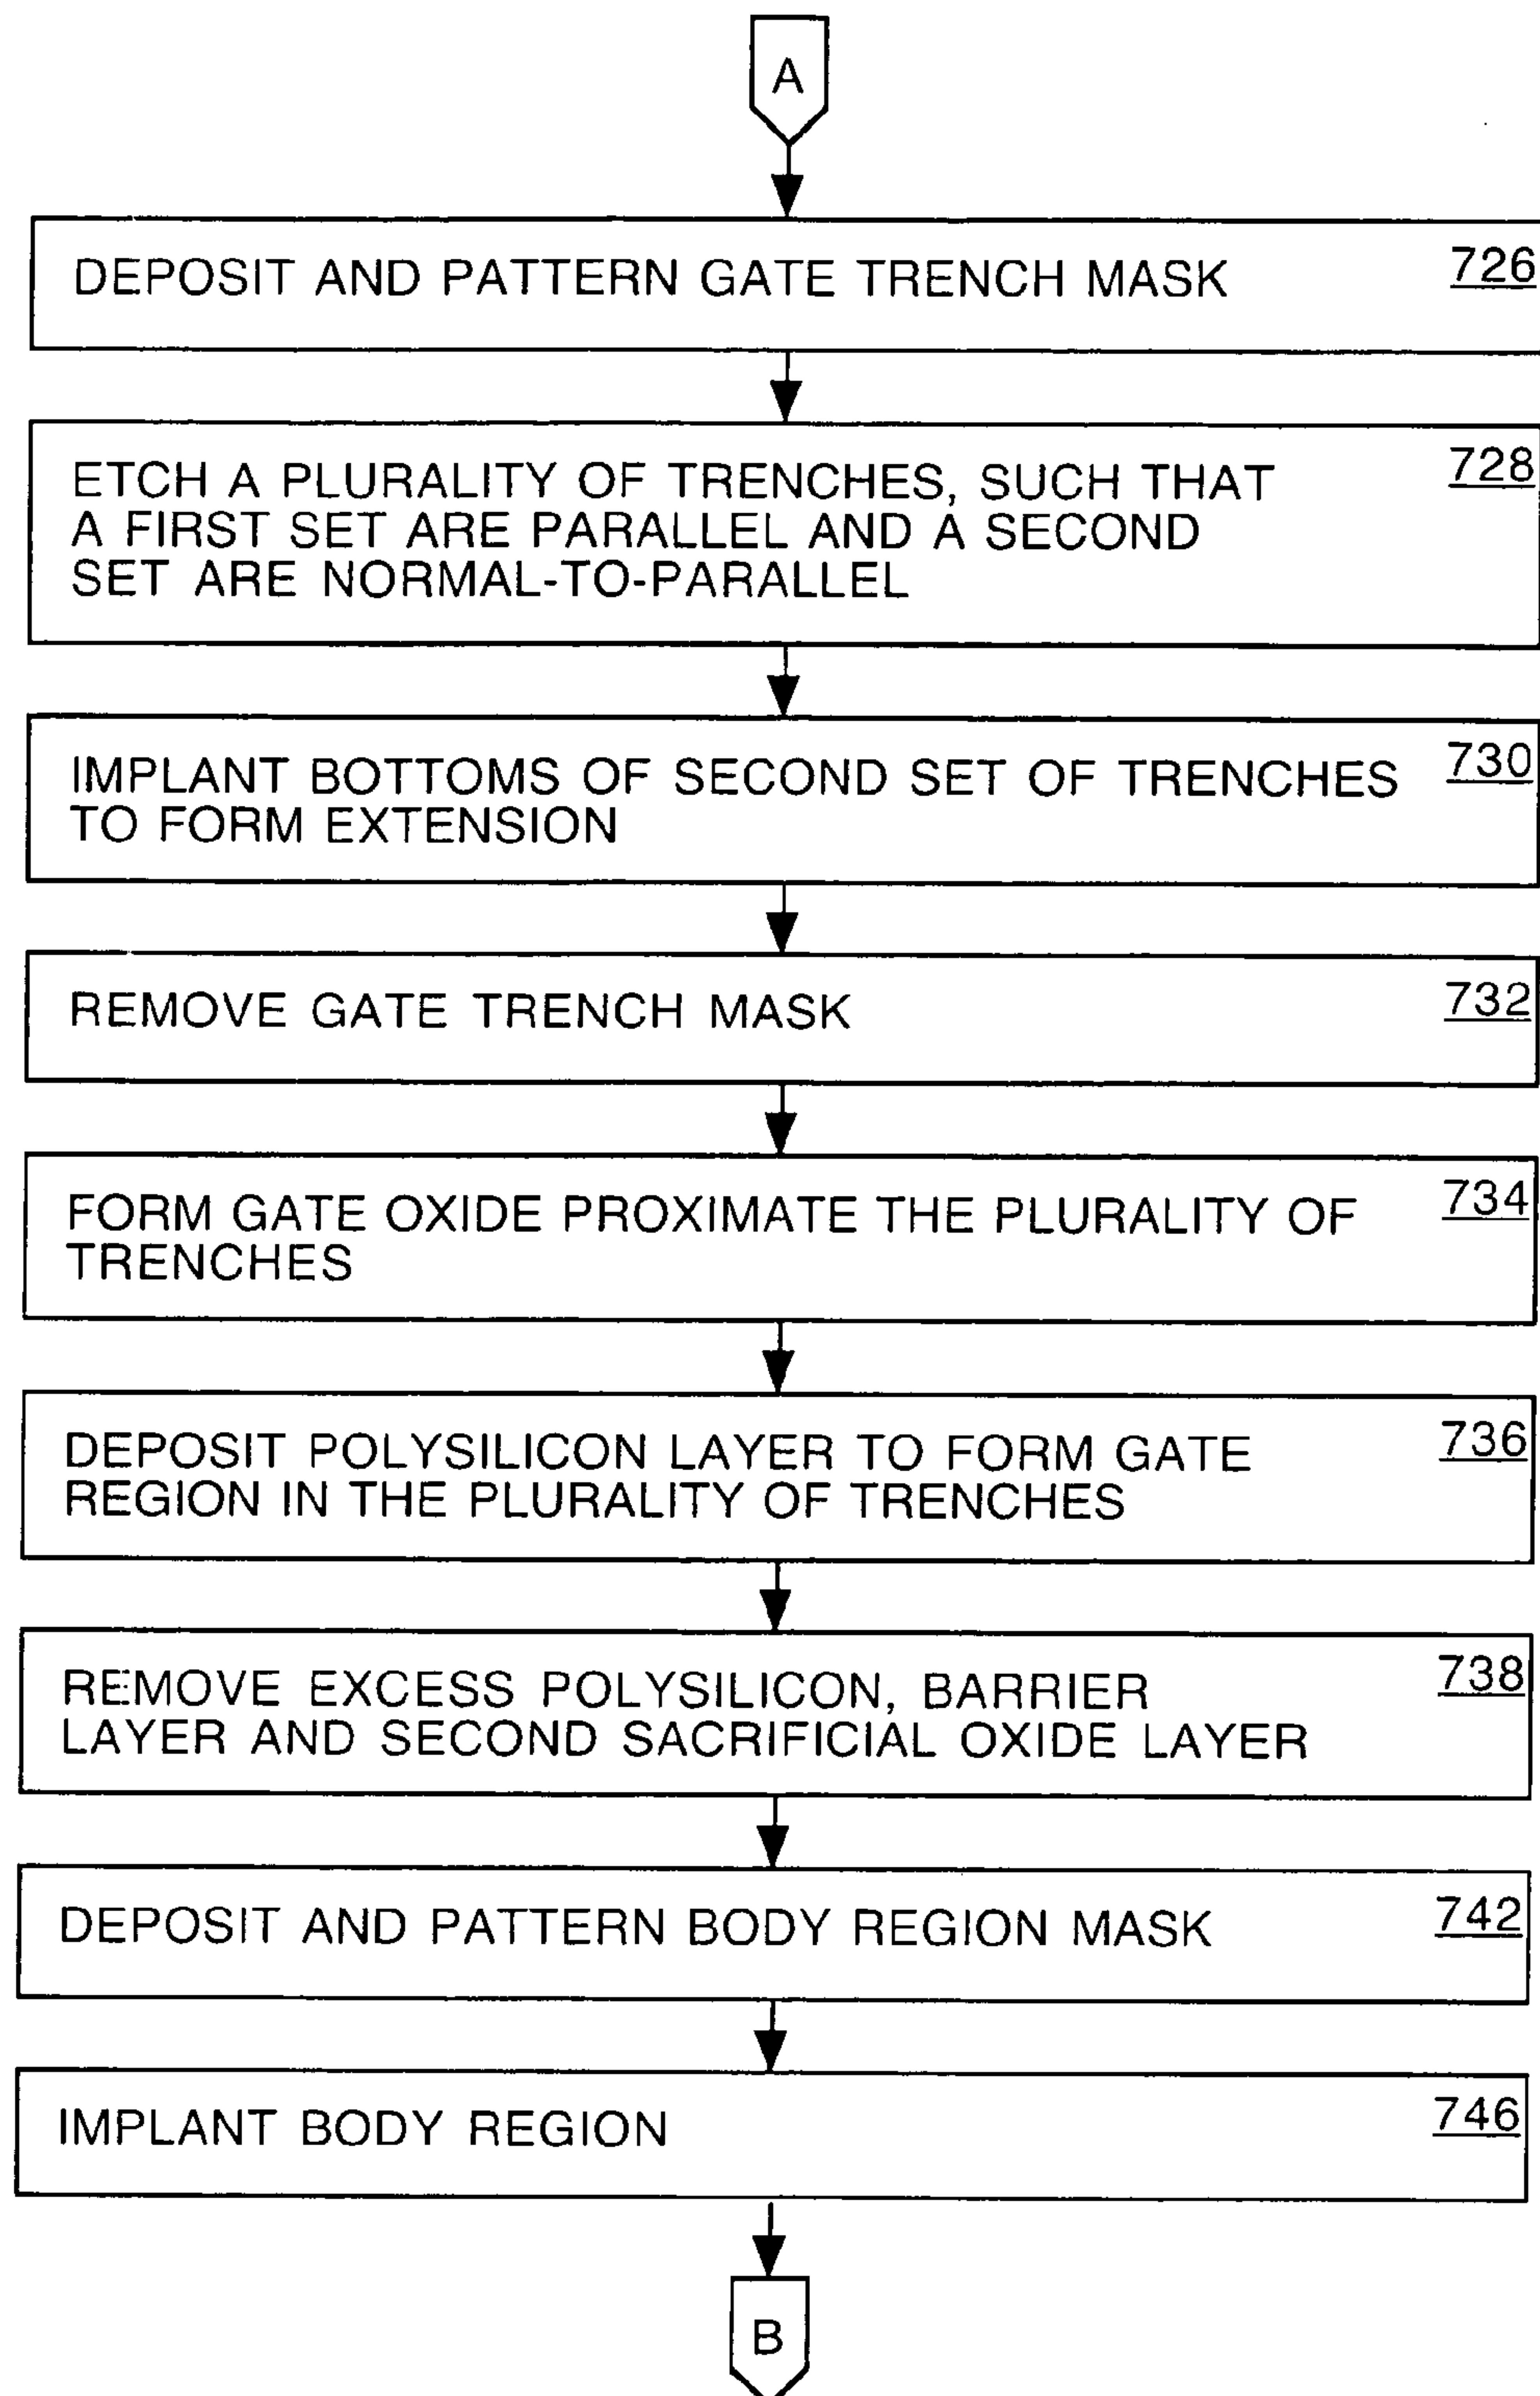 A
DEPOSIT AND PATTERN GATE TRENCH MASK 726
ETCH A PLURALITY OF TRENCHES, SUCH THAT 728
A FIRST SET ARE PARALLEL AND A SECOND
SET ARE NORMAL-TO-PARALLEL
IMPLANT BOTTOMS OF SECOND SET OF TRENCHES 730
TO FORM EXTENSION
REMOVE GATE TRENCH MASK 732
FORM GATE OXIDE PROXIMATE THE PLURALITY OF 734
TRENCHES
DEPOSIT POLYSILICON LAYER TO FORM GATE 736
REGION IN THE PLURALITY OF TRENCHES
REMOVE EXCESS POLYSILICON, BARRIER 738
LAYER AND SECOND SACRIFICIAL OXIDE LAYER
DEPOSIT AND PATTERN BODY REGION MASK 742
IMPLANT BODY REGION 746
B